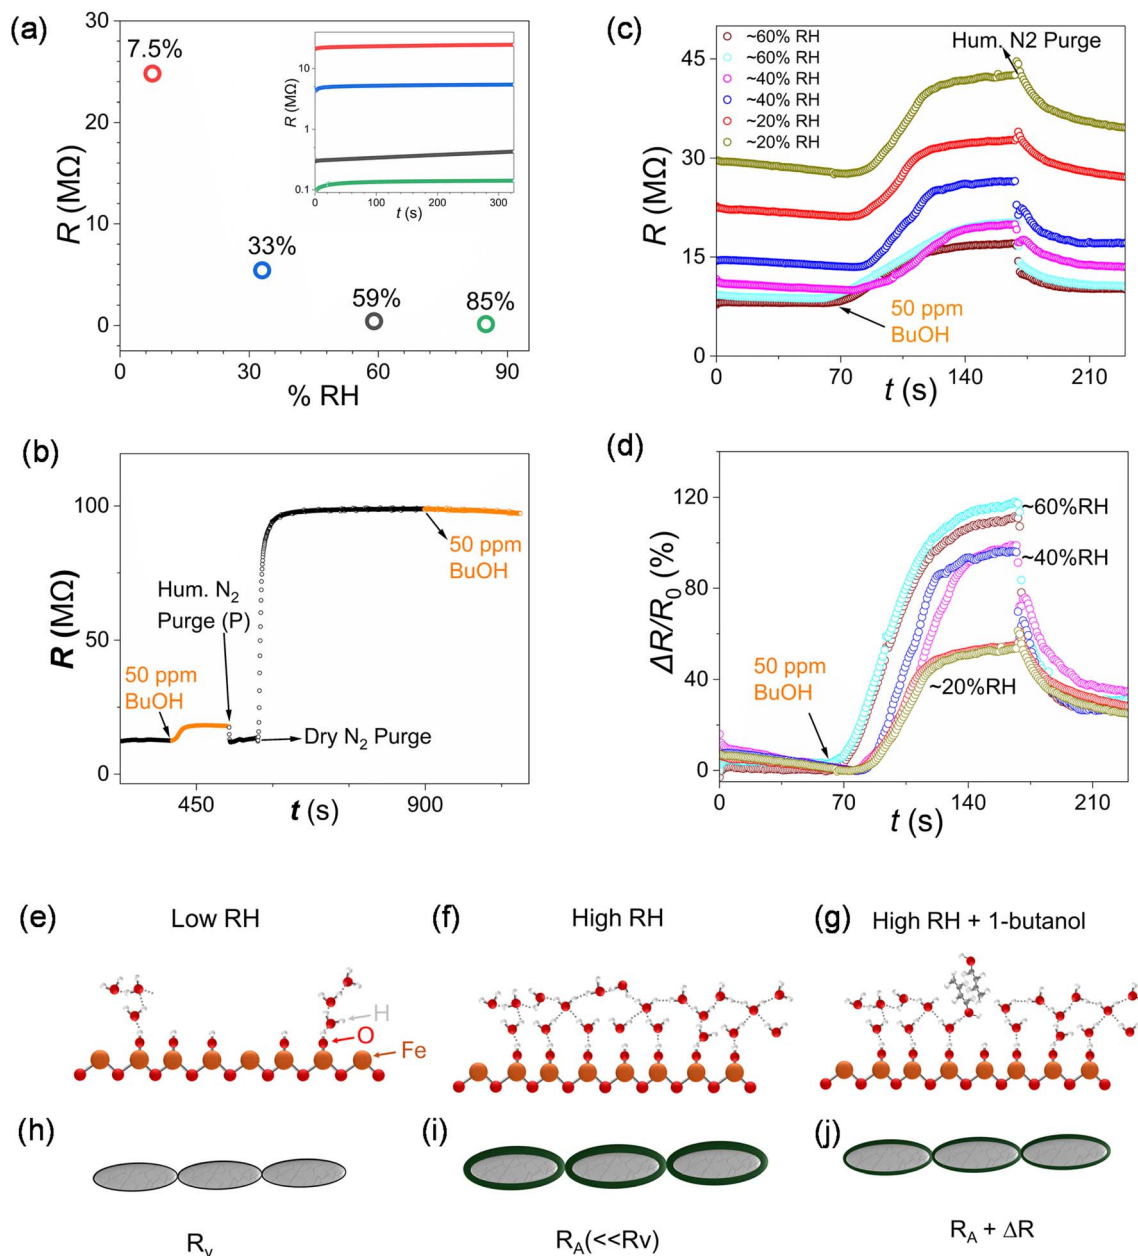 (a)
30
20
10
0
R (MΩ)
7.5%
33%
59%
85%
0
30
60
90
% RH
10
1
0.1
R (MΩ)
0
100
200
300
t (s)
(c)
45
30
15
0
R (MΩ)
~60% RH
~60% RH
~40% RH
~40% RH
~20% RH
~20% RH
Hum. N2 Purge
50 ppm
BuOH
0
70
140
210
t (s)
(b)
100
50
0
R (MΩ)
50 ppm
BuOH
Hum. N₂
Purge (P)
Dry N₂ Purge
50 ppm
BuOH
450
900
t (s)
(d)
120
80
40
0
ΔR/R₀ (%)
50 ppm
BuOH
~60%RH
~40%RH
~20%RH
0
70
140
210
t (s)
(e)
Low RH
H
O
Fe
(f)
High RH
(g)
High RH + 1-butanol
(h)
Rᵥ
(i)
R_A(<<Rv)
(j)
R_A + ΔR